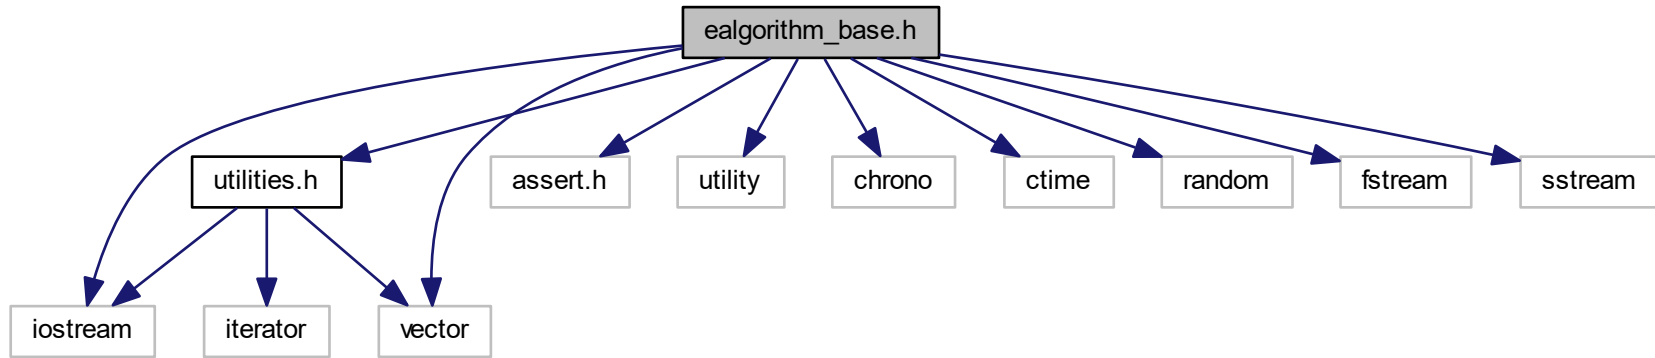 ealgorithm_base.h
utilities.h
assert.h
utility
chrono
ctime
random
fstream
sstream
iostream
iterator
vector